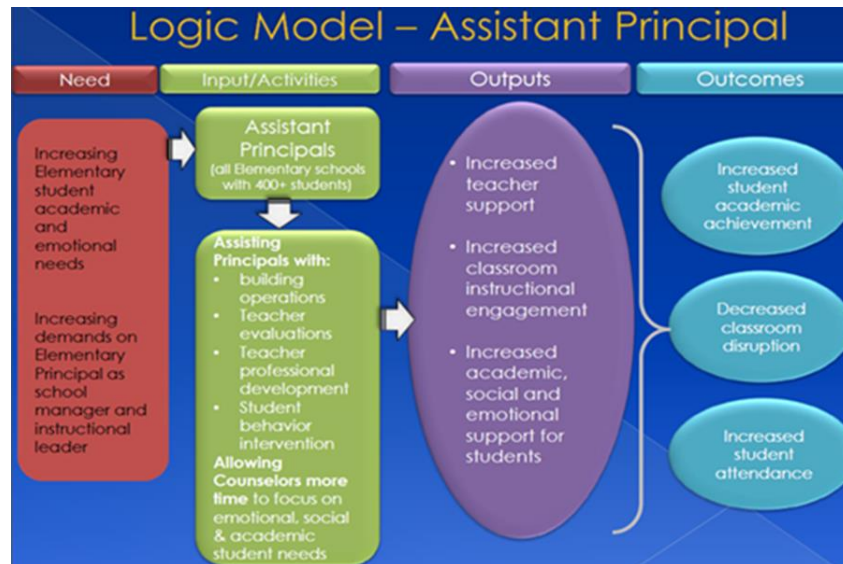 Logic Model – Assistant Principal
Need
Input/Activities
Outputs
Outcomes
Increasing
Elementary
student
academic
and
emotional
needs
Increasing
demands on
Elementary
Principal as
school
manager and
instructional
leader
Assistant
Principals
(all Elementary schools
with 400+ students)
Assisting
Principals with:
• building
operations
• Teacher
evaluations
• Teacher
professional
development
• Student
behavior
intervention
Allowing
Counselors more
time to focus on
emotional, social
& academic
student needs
• Increased
teacher
support
• Increased
classroom
instructional
engagement
• Increased
academic,
social and
emotional
support for
students
Increased
student
academic
achievement
Decreased
classroom
disruption
Increased
student
attendance